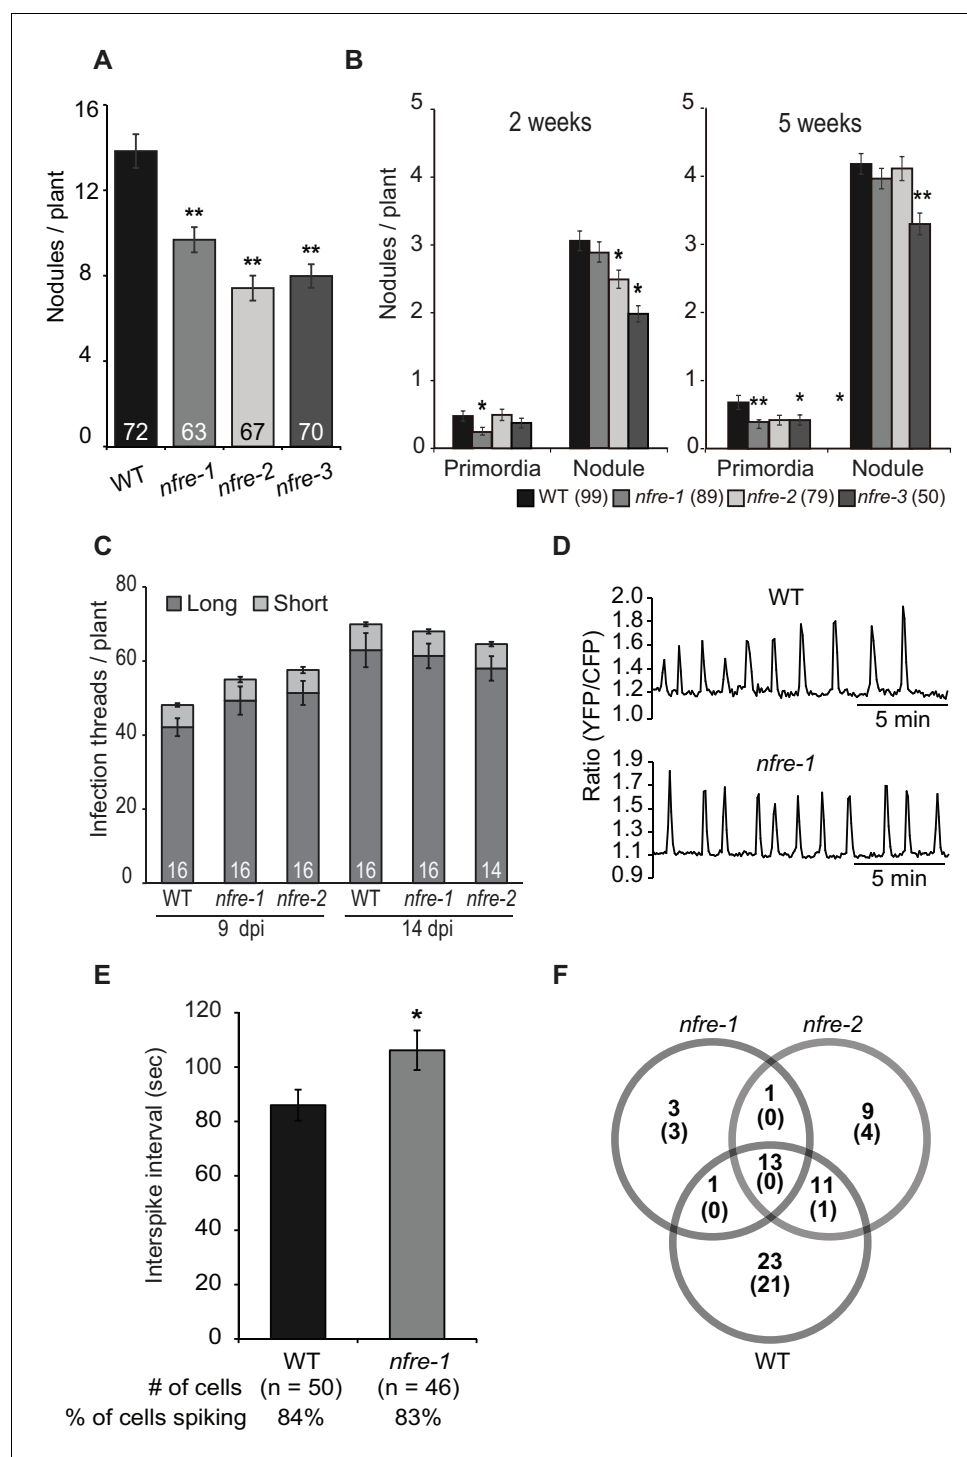 A
Nodules / plant
16
12
8
4
0
**
**
**
72
63
67
70
WT
nfre-1
nfre-2
nfre-3
B
Nodules / plant
5
4
3
2
1
0
2 weeks
*
*
*
Primordia
Nodule
5
4
3
2
1
0
5 weeks
**
*
*
**
Primordia
Nodule
WT (99) nfre-1 (89) nfre-2 (79) nfre-3 (50)
C
Infection threads / plant
80
60
40
20
0
Long Short
16
16
16
16
16
14
WT nfre-1 nfre-2 WT nfre-1 nfre-2
9 dpi
14 dpi
D
Ratio (YFP/CFP)
WT
2.0
1.8
1.6
1.4
1.2
1.0
5 min
nfre-1
1.9
1.7
1.5
1.3
1.1
0.9
5 min
E
Interspike interval (sec)
120
100
80
60
40
20
0
*
WT nfre-1
# of cells (n = 50) (n = 46)
% of cells spiking 84% 83%
F
nfre-1
nfre-2
3
(3)
1
(0)
9
(4)
13
(0)
1
(0)
11
(1)
23
(21)
WT